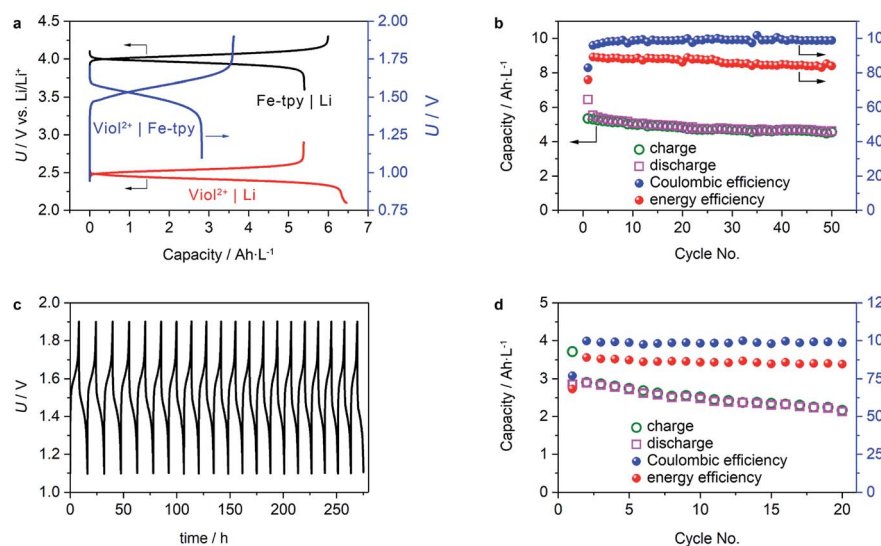 a
4.5
4.0
3.5
3.0
2.5
2.0
U / V vs. Li/Li⁺
2.00
1.75
1.50
1.25
1.00
0.75
U / V
Fe-tpy | Li
Viol²⁺ | Fe-tpy
Viol²⁺ | Li
0 1 2 3 4 5 6 7
Capacity / Ah·L⁻¹
b
10
8
6
4
2
0
Capacity / Ah·L⁻¹
10
80
60
40
20
0
charge
discharge
Coulombic efficiency
energy efficiency
0 10 20 30 40 50
Cycle No.
c
2.0
1.8
1.6
1.4
1.2
1.0
U / V
0 50 100 150 200 250
time / h
d
5
4
3
2
1
0
Capacity / Ah·L⁻¹
12
10
75
50
25
0
charge
discharge
Coulombic efficiency
energy efficiency
0 5 10 15 20
Cycle No.